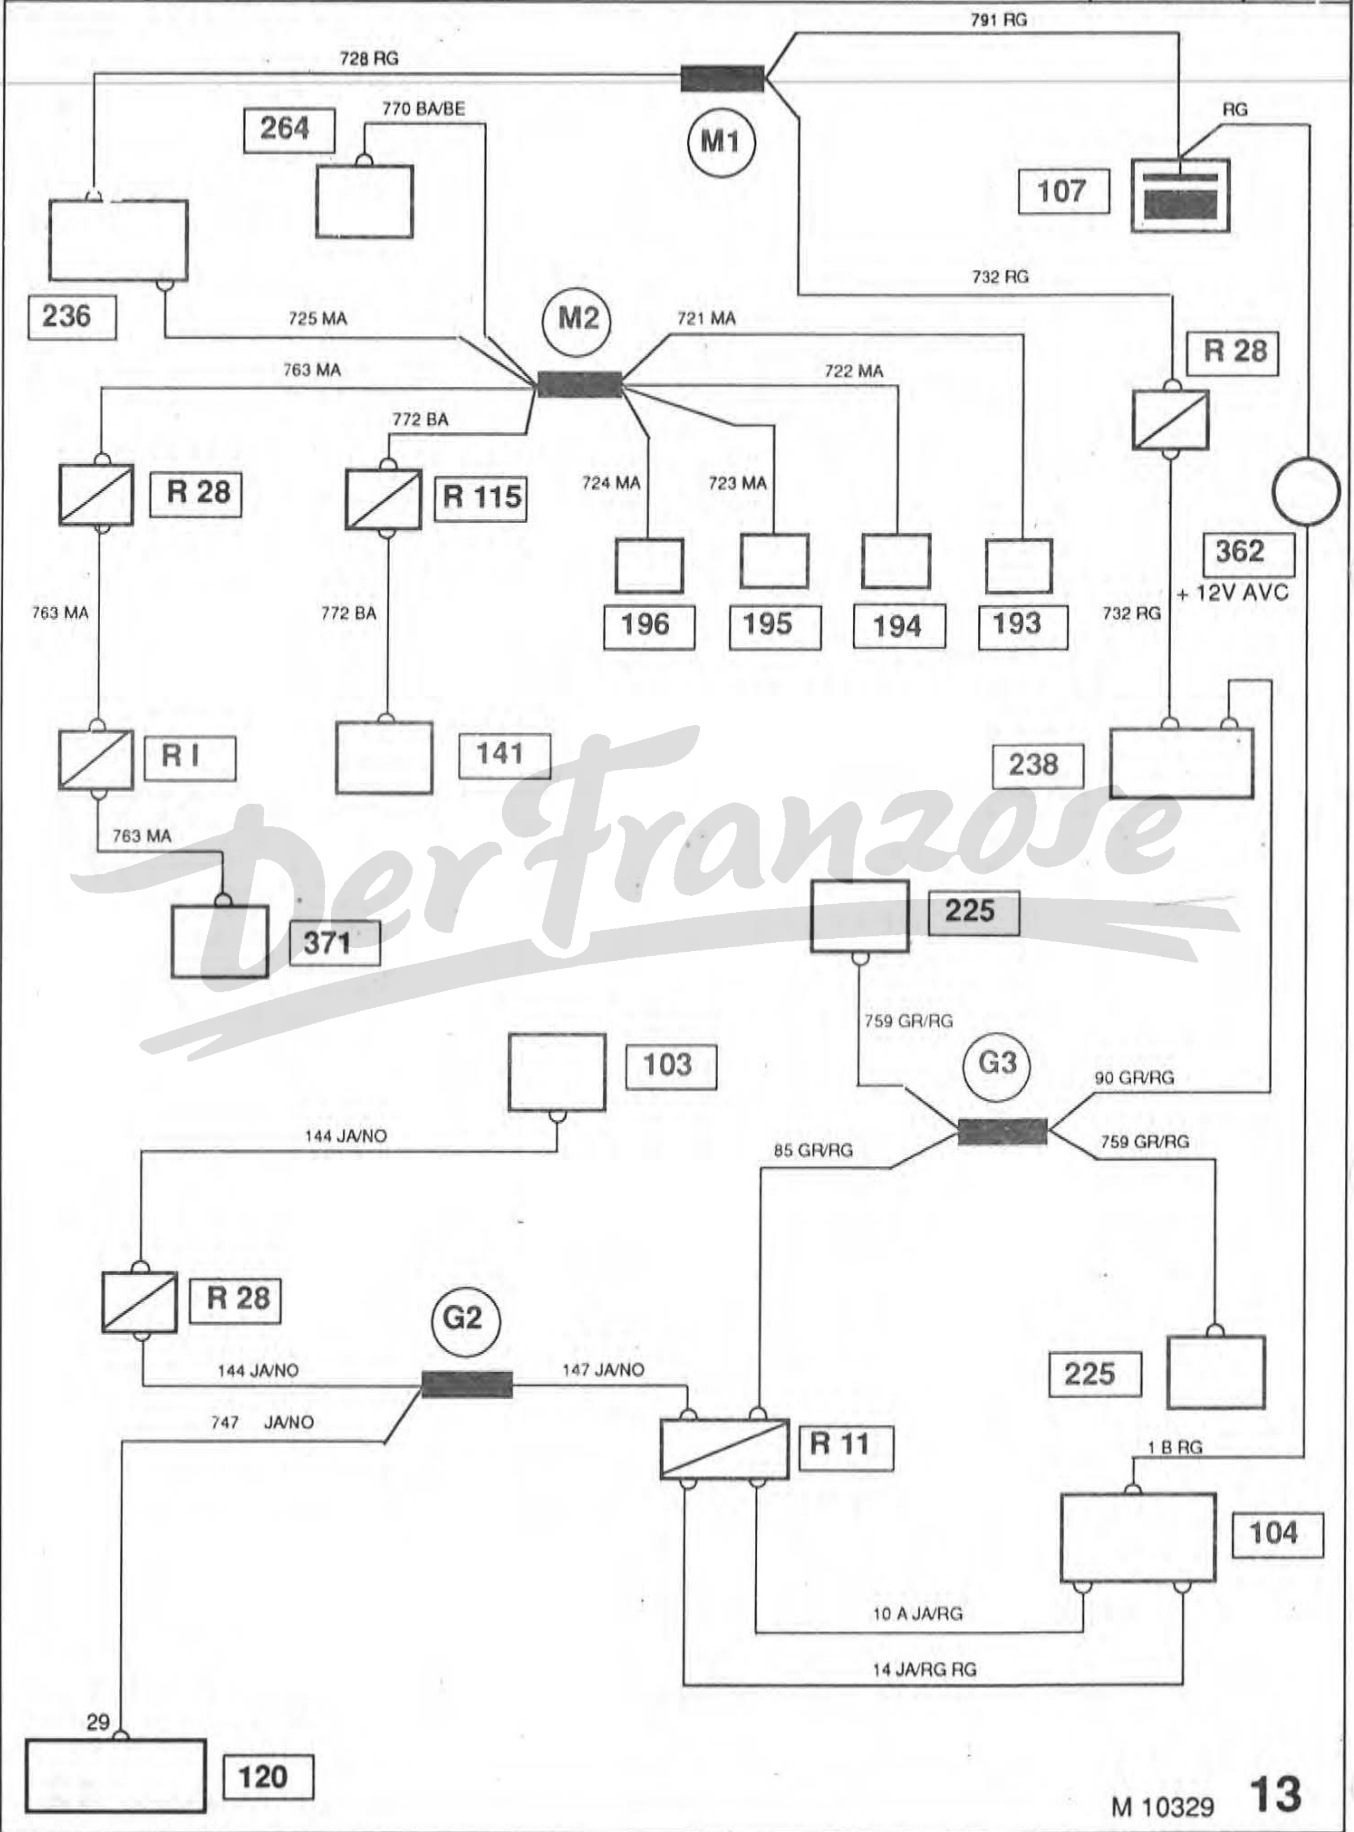 791 RG
728 RG
770 BA/BE
RG
264
M1
107
732 RG
236
725 MA
M2
721 MA
763 MA
722 MA
R 28
772 BA
R 28
R 115
724 MA
723 MA
362
+ 12V AVC
763 MA
772 BA
196
195
194
193
732 RG
R I
141
238
763 MA
Der Franzose
371
225
759 GR/RG
103
G3
90 GR/RG
144 JA/NO
85 GR/RG
759 GR/RG
R 28
G2
144 JA/NO
147 JA/NO
225
747 JA/NO
R 11
1 B RG
104
10 A JA/RG
14 JA/RG RG
29
120
M 10329 13